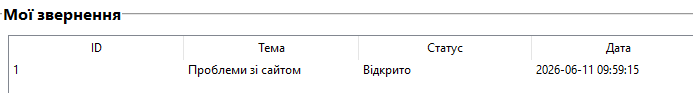 Мої звернення
ID Тема Статус Дата
1 Проблеми зі сайтом Відкрито 2026-06-11 09:59:15